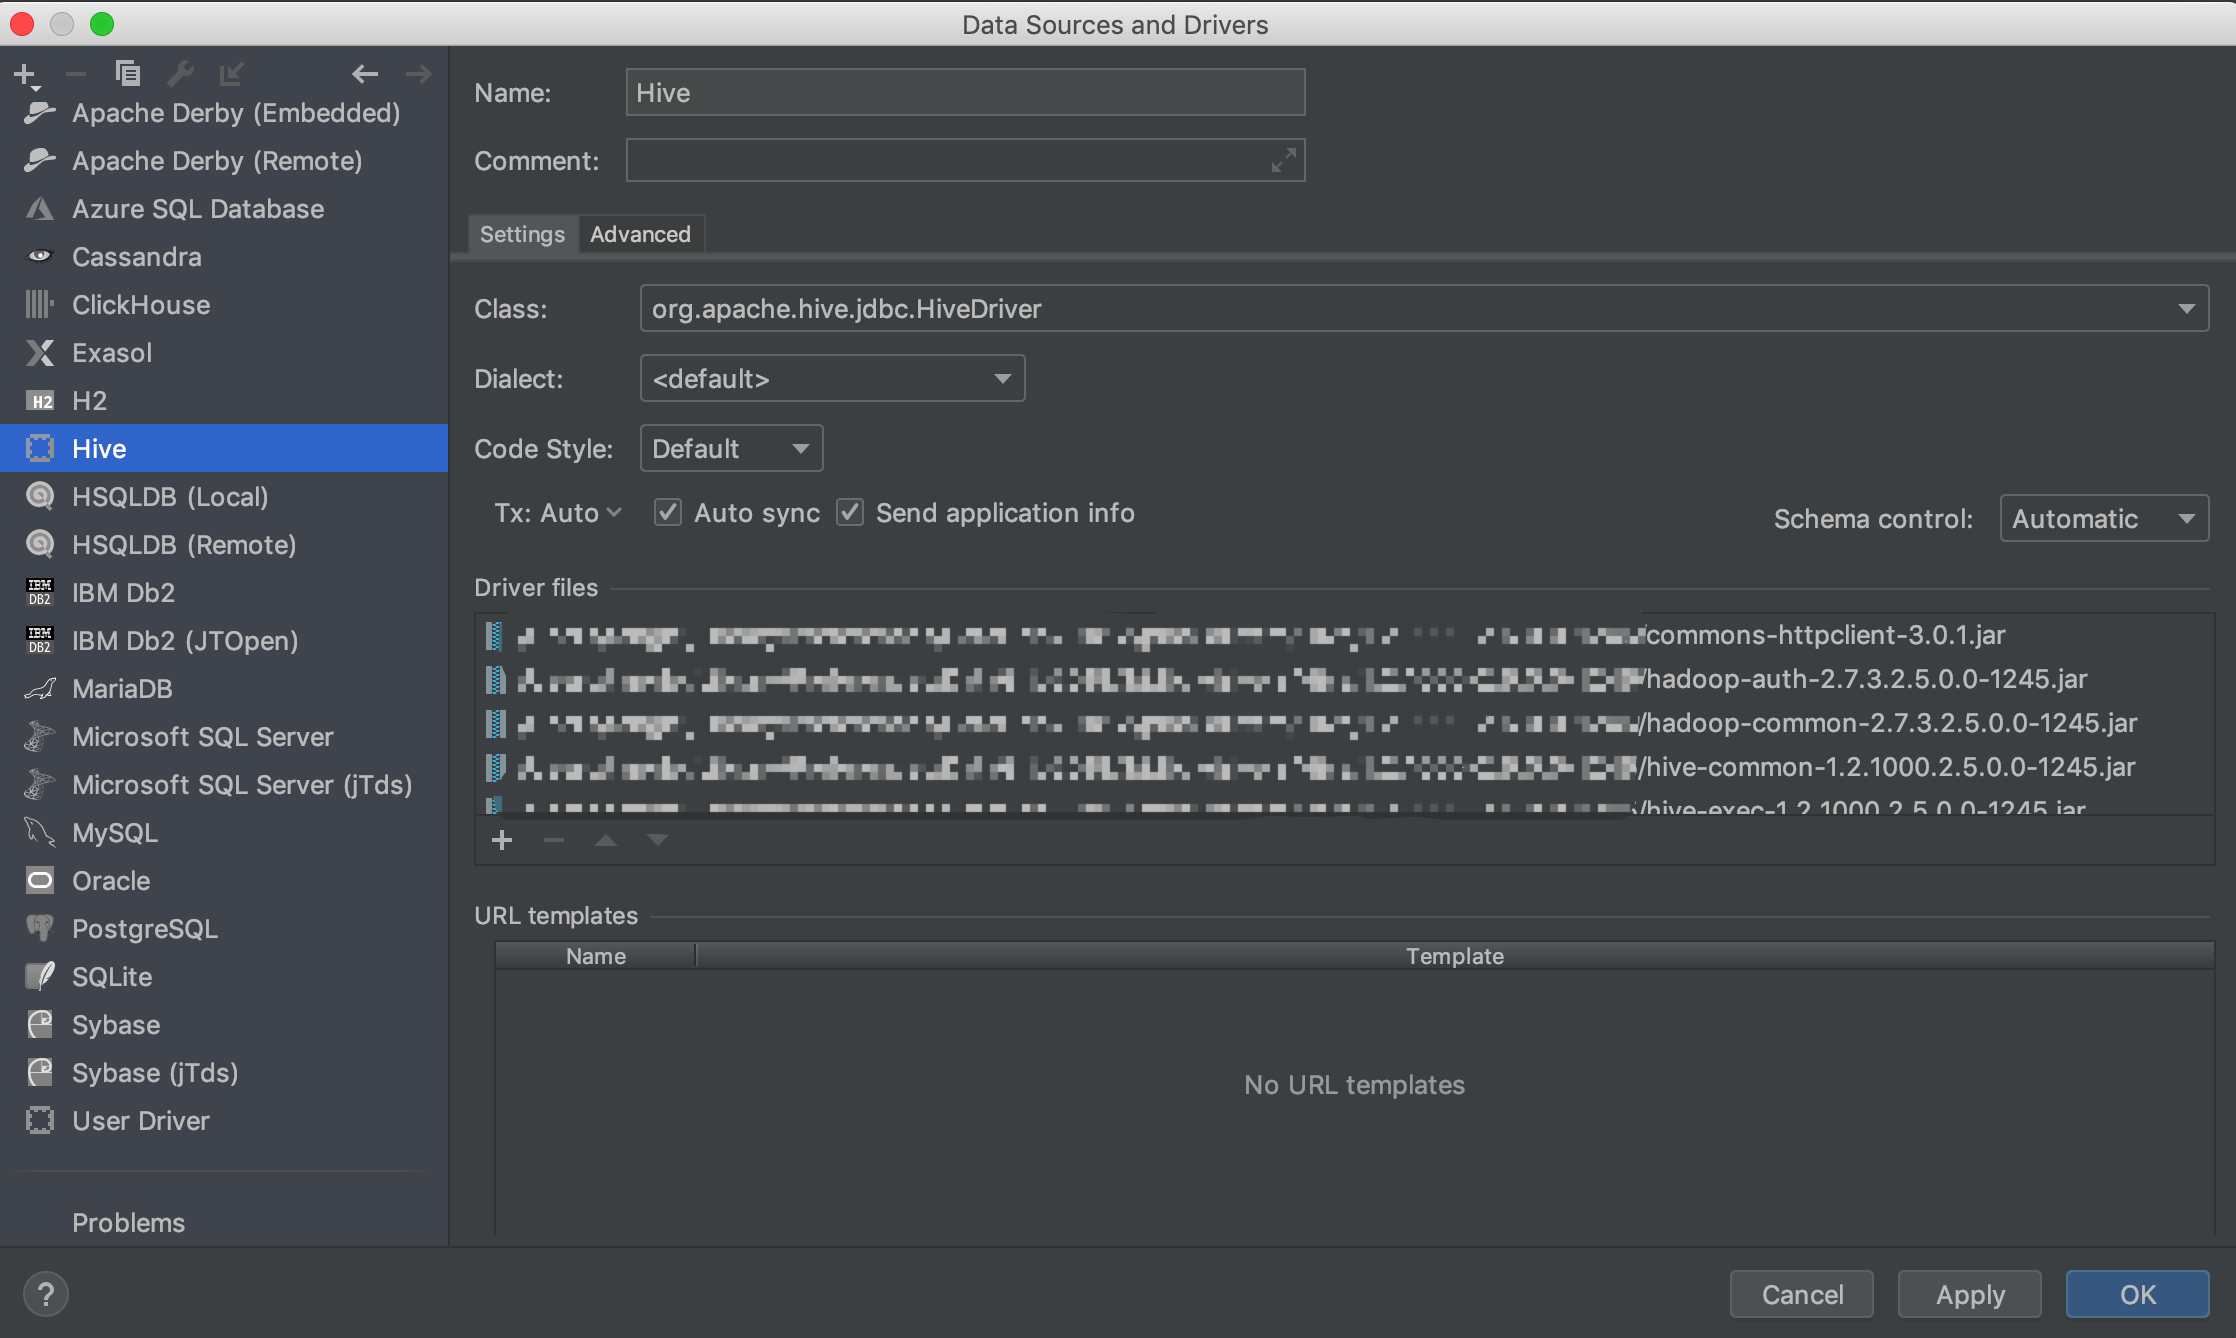 Data Sources and Drivers
Apache Derby (Embedded)
Apache Derby (Remote)
Azure SQL Database
Cassandra
ClickHouse
Exasol
H2 H2
Hive
HSQLDB (Local)
HSQLDB (Remote)
IBM DB2 IBM Db2
IBM DB2 IBM Db2 (JTOpen)
MariaDB
Microsoft SQL Server
Microsoft SQL Server (jTds)
MySQL
Oracle
PostgreSQL
SQLite
Sybase
Sybase (jTds)
User Driver
Problems
Name: Hive
Comment:
Settings Advanced
Class: org.apache.hive.jdbc.HiveDriver
Dialect: <default>
Code Style: Default
Tx: Auto Auto sync Send application info Schema control: Automatic
Driver files
/commons-httpclient-3.0.1.jar
/hadoop-auth-2.7.3.2.5.0.0-1245.jar
/hadoop-common-2.7.3.2.5.0.0-1245.jar
/hive-common-1.2.1000.2.5.0.0-1245.jar
/hive-exec-1.2.1000.2.5.0.0-1245.jar
URL templates
Name Template
No URL templates
? Cancel Apply OK